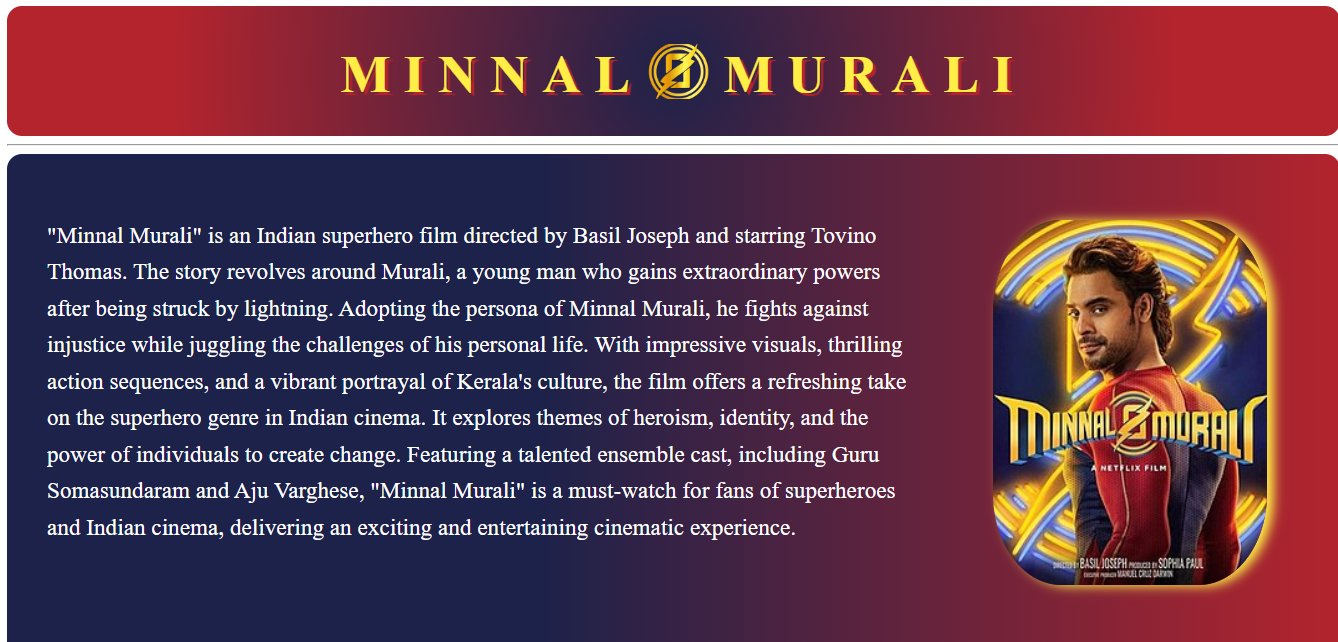 MINNAL MURALI
"Minnal Murali" is an Indian superhero film directed by Basil Joseph and starring Tovino
Thomas. The story revolves around Murali, a young man who gains extraordinary powers
after being struck by lightning. Adopting the persona of Minnal Murali, he fights against
injustice while juggling the challenges of his personal life. With impressive visuals, thrilling
action sequences, and a vibrant portrayal of Kerala's culture, the film offers a refreshing take
on the superhero genre in Indian cinema. It explores themes of heroism, identity, and the
power of individuals to create change. Featuring a talented ensemble cast, including Guru
Somasundaram and Aju Varghese, "Minnal Murali" is a must-watch for fans of superheroes
and Indian cinema, delivering an exciting and entertaining cinematic experience.
MINNAL MURALI
A NETFLIX FILM
DIRECTED BY BASIL JOSEPH PRODUCED BY SOPHIA PAUL
EXECUTIVE PRODUCER MANUEL CRUZ DARWIN